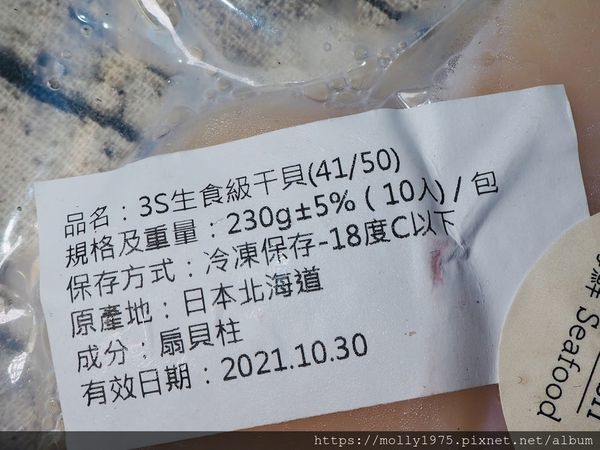 品名：3S生食級干貝(41/50)
規格及重量：230g±5% ( 10入) / 包
保存方式：冷凍保存-18度C以下
原產地：日本北海道
成分：扇貝柱
有效日期：2021.10.30
鮮 Seafood
https://molly1975.pixnet.net/album